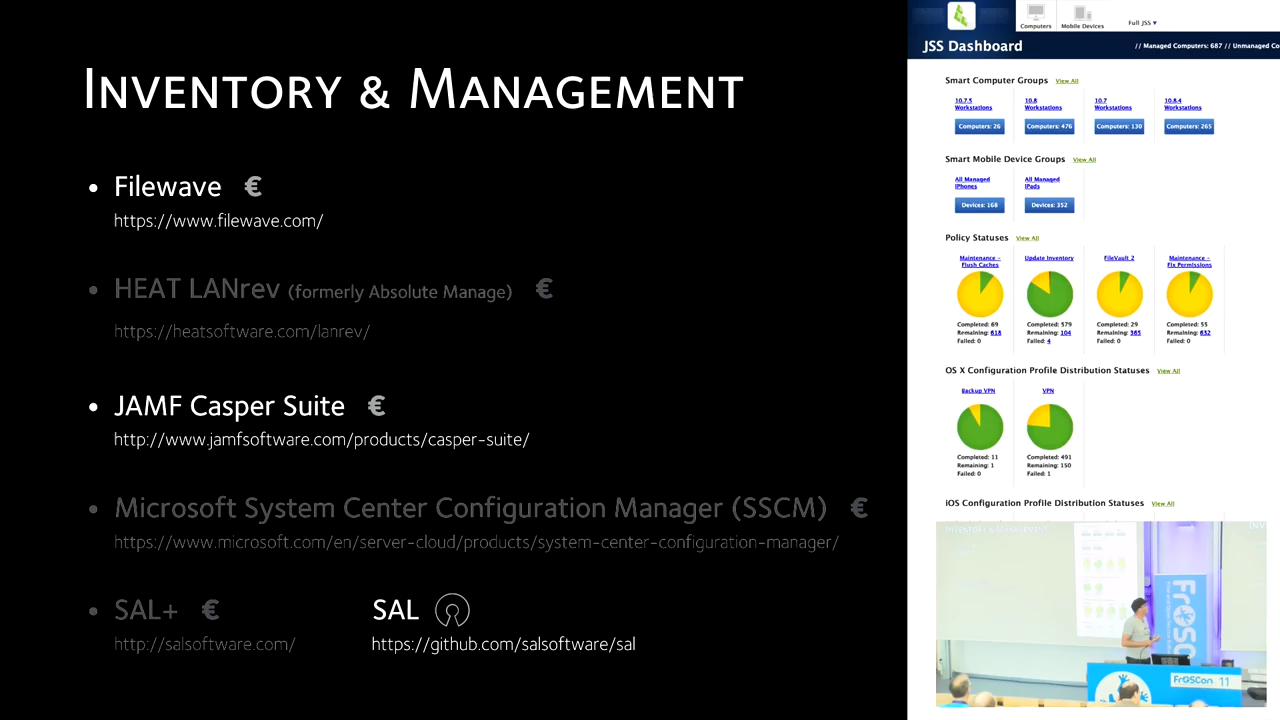 INVENTORY & MANAGEMENT
• Filewave €
https://www.filewave.com/
• HEAT LANrev (formerly Absolute Manage) €
https://heatsoftware.com/lanrev/
• JAMF Casper Suite €
http://www.jamfsoftware.com/products/casper-suite/
• Microsoft System Center Configuration Manager (SSCM) €
https://www.microsoft.com/en/server-cloud/products/system-center-configuration-manager/
• SAL+ € SAL
http://salsoftware.com/ https://github.com/salsoftware/sal
Computers Mobile Devices Full JSS ▾
JSS Dashboard // Managed Computers: 687 // Unmanaged Co
Smart Computer Groups View All
10.7.5 Workstations
Computers: 26
10.8 Workstations
Computers: 476
10.7 Workstations
Computers: 130
10.8.4 Workstations
Computers: 265
Smart Mobile Device Groups View All
All Managed iPhones
Devices: 168
All Managed iPads
Devices: 352
Policy Statuses View All
Maintenance – Flush Caches
Completed: 69
Remaining: 618
Failed: 0
Update Inventory
Completed: 579
Remaining: 104
Failed: 4
FileVault 2
Completed: 29
Remaining: 365
Failed: 0
Maintenance – Fix Permissions
Completed: 55
Remaining: 632
Failed: 0
OS X Configuration Profile Distribution Statuses View All
Backup VPN
Completed: 11
Remaining: 1
Failed: 0
VPN
Completed: 491
Remaining: 150
Failed: 1
iOS Configuration Profile Distribution Statuses View All
INVENTORY & MANAGEMENT
FrOSCon
FrOSCon 11